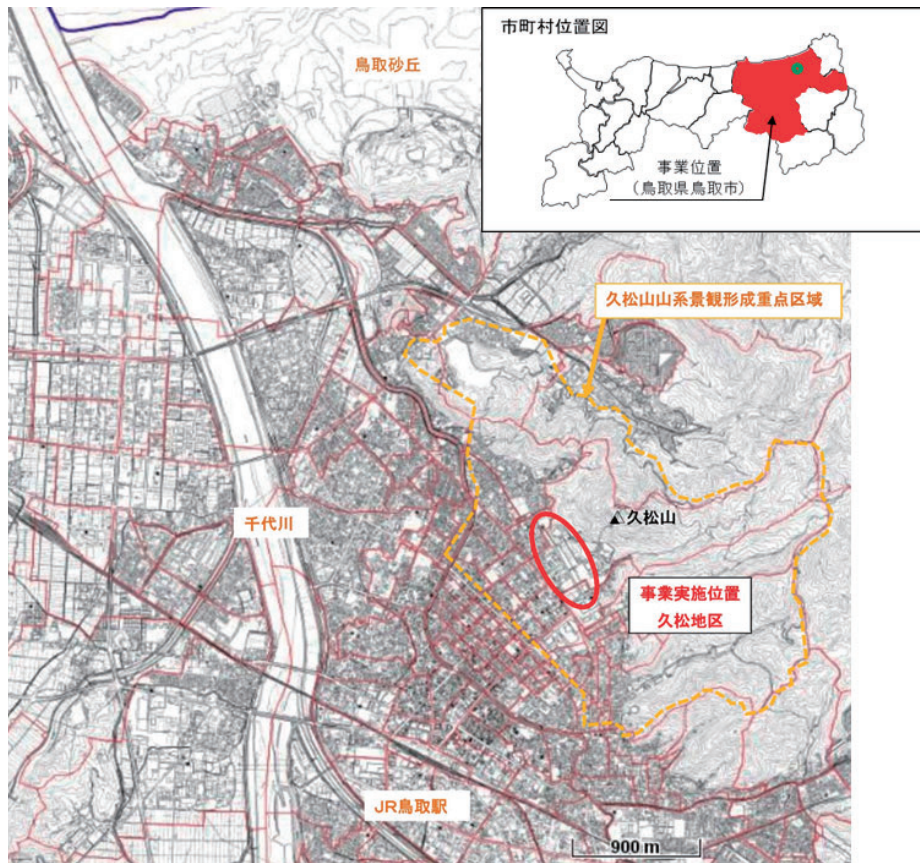 市町村位置図
事業位置
（鳥取県鳥取市）
鳥取砂丘
久松山山系景観形成重点区域
久松山
千代川
事業実施位置
久松地区
JR鳥取駅
900 m